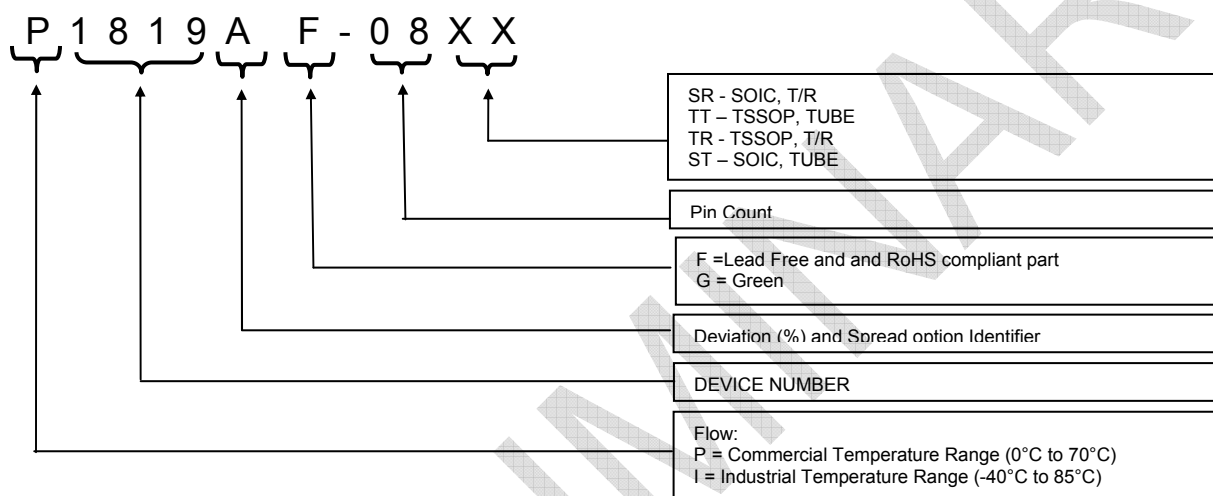 P 1 8 1 9 A F - 0 8 X X
SR - SOIC, T/R
TT – TSSOP, TUBE
TR - TSSOP, T/R
ST – SOIC, TUBE
Pin Count
F =Lead Free and and RoHS compliant part
G = Green
Deviation (%) and Spread option Identifier
DEVICE NUMBER
Flow:
P = Commercial Temperature Range (0°C to 70°C)
I = Industrial Temperature Range (-40°C to 85°C)
MINAR